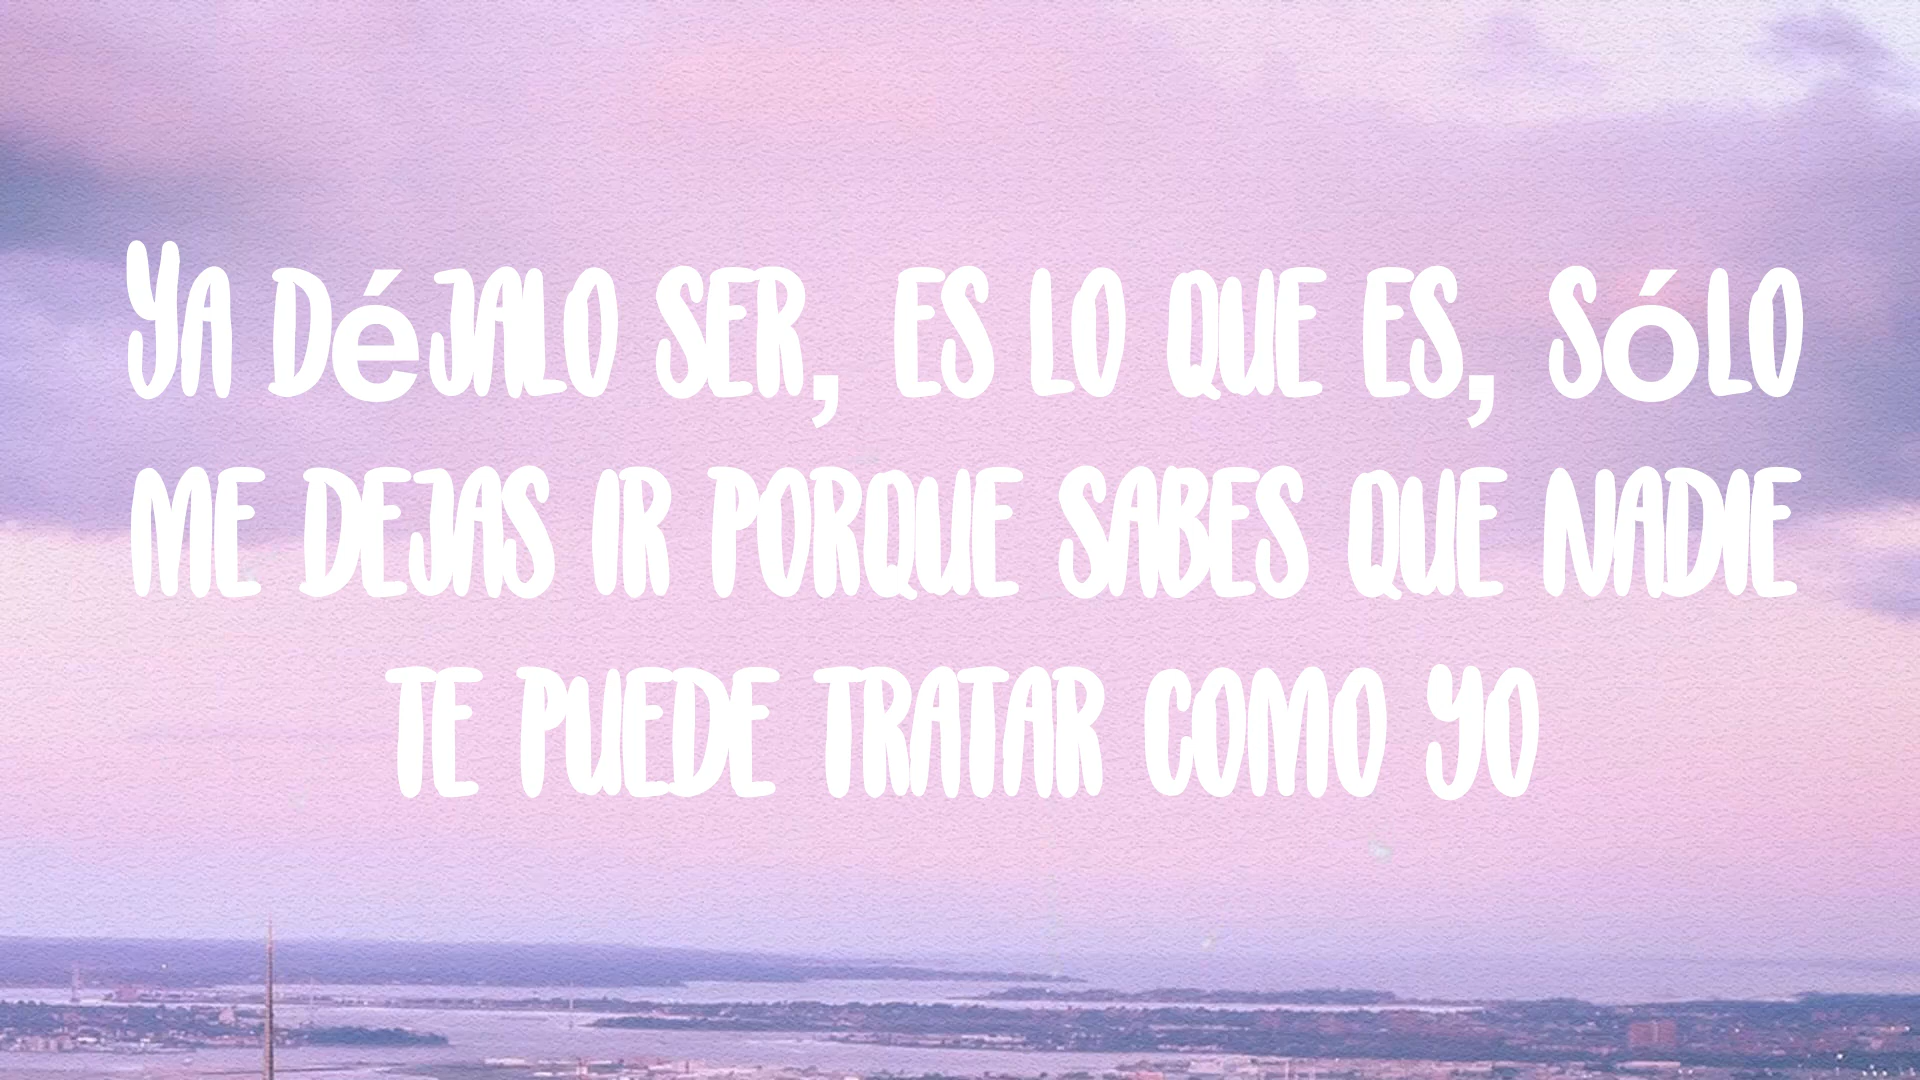 YA DéJALO SER, ES LO QUE ES, SóLO
ME DEJAS IR PORQUE SABES QUE NADIE
TE PUEDE TRATAR COMO YO